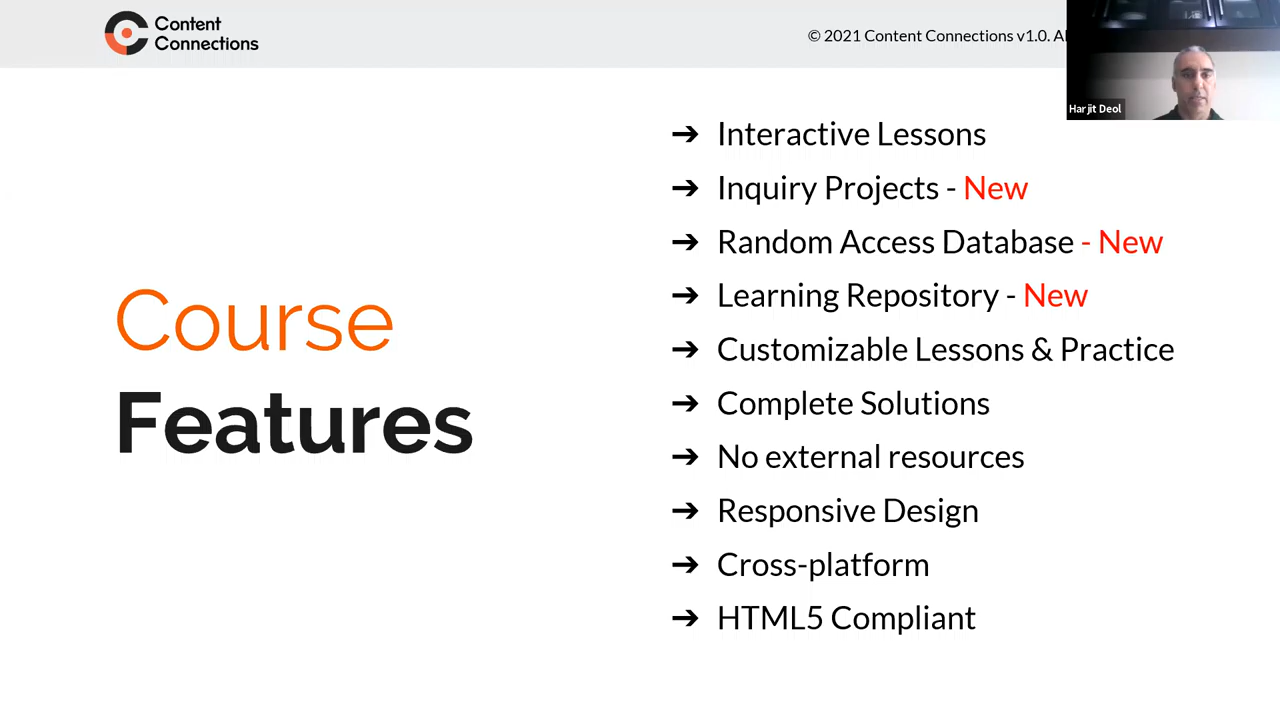 Content
Connections
© 2021 Content Connections v1.0.
Harjit Deol
Course
Features
➔ Interactive Lessons
➔ Inquiry Projects - New
➔ Random Access Database - New
➔ Learning Repository - New
➔ Customizable Lessons & Practice
➔ Complete Solutions
➔ No external resources
➔ Responsive Design
➔ Cross-platform
➔ HTML5 Compliant